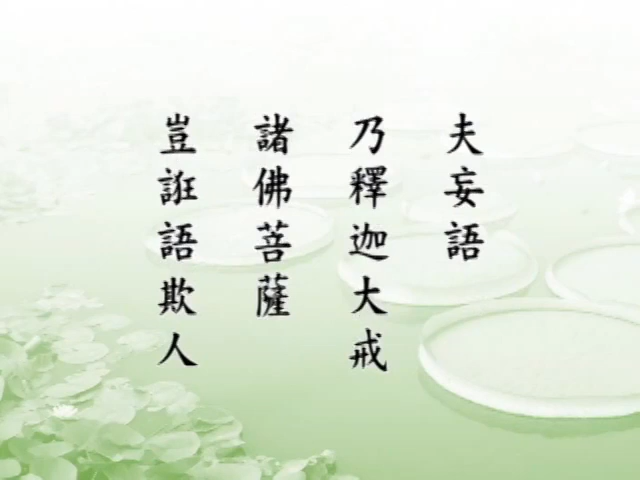 夫妄語
乃釋迦大戒
諸佛菩薩
豈誑語欺人